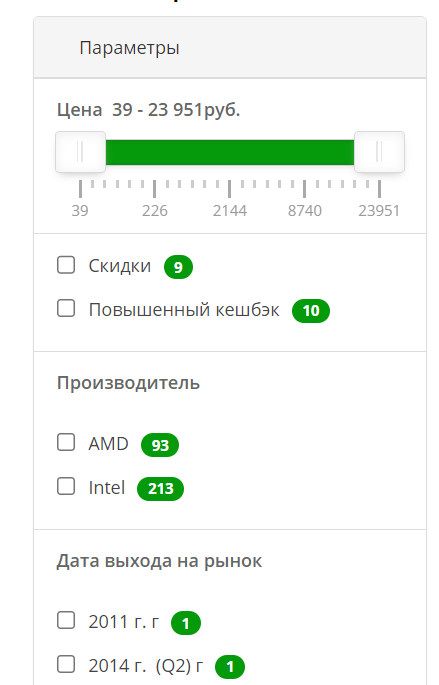 Параметры
Цена 39 - 23 951руб.
39 226 2144 8740 23951
Скидки 9
Повышенный кешбэк 10
Производитель
AMD 93
Intel 213
Дата выхода на рынок
2011 г. г 1
2014 г. (Q2) г 1